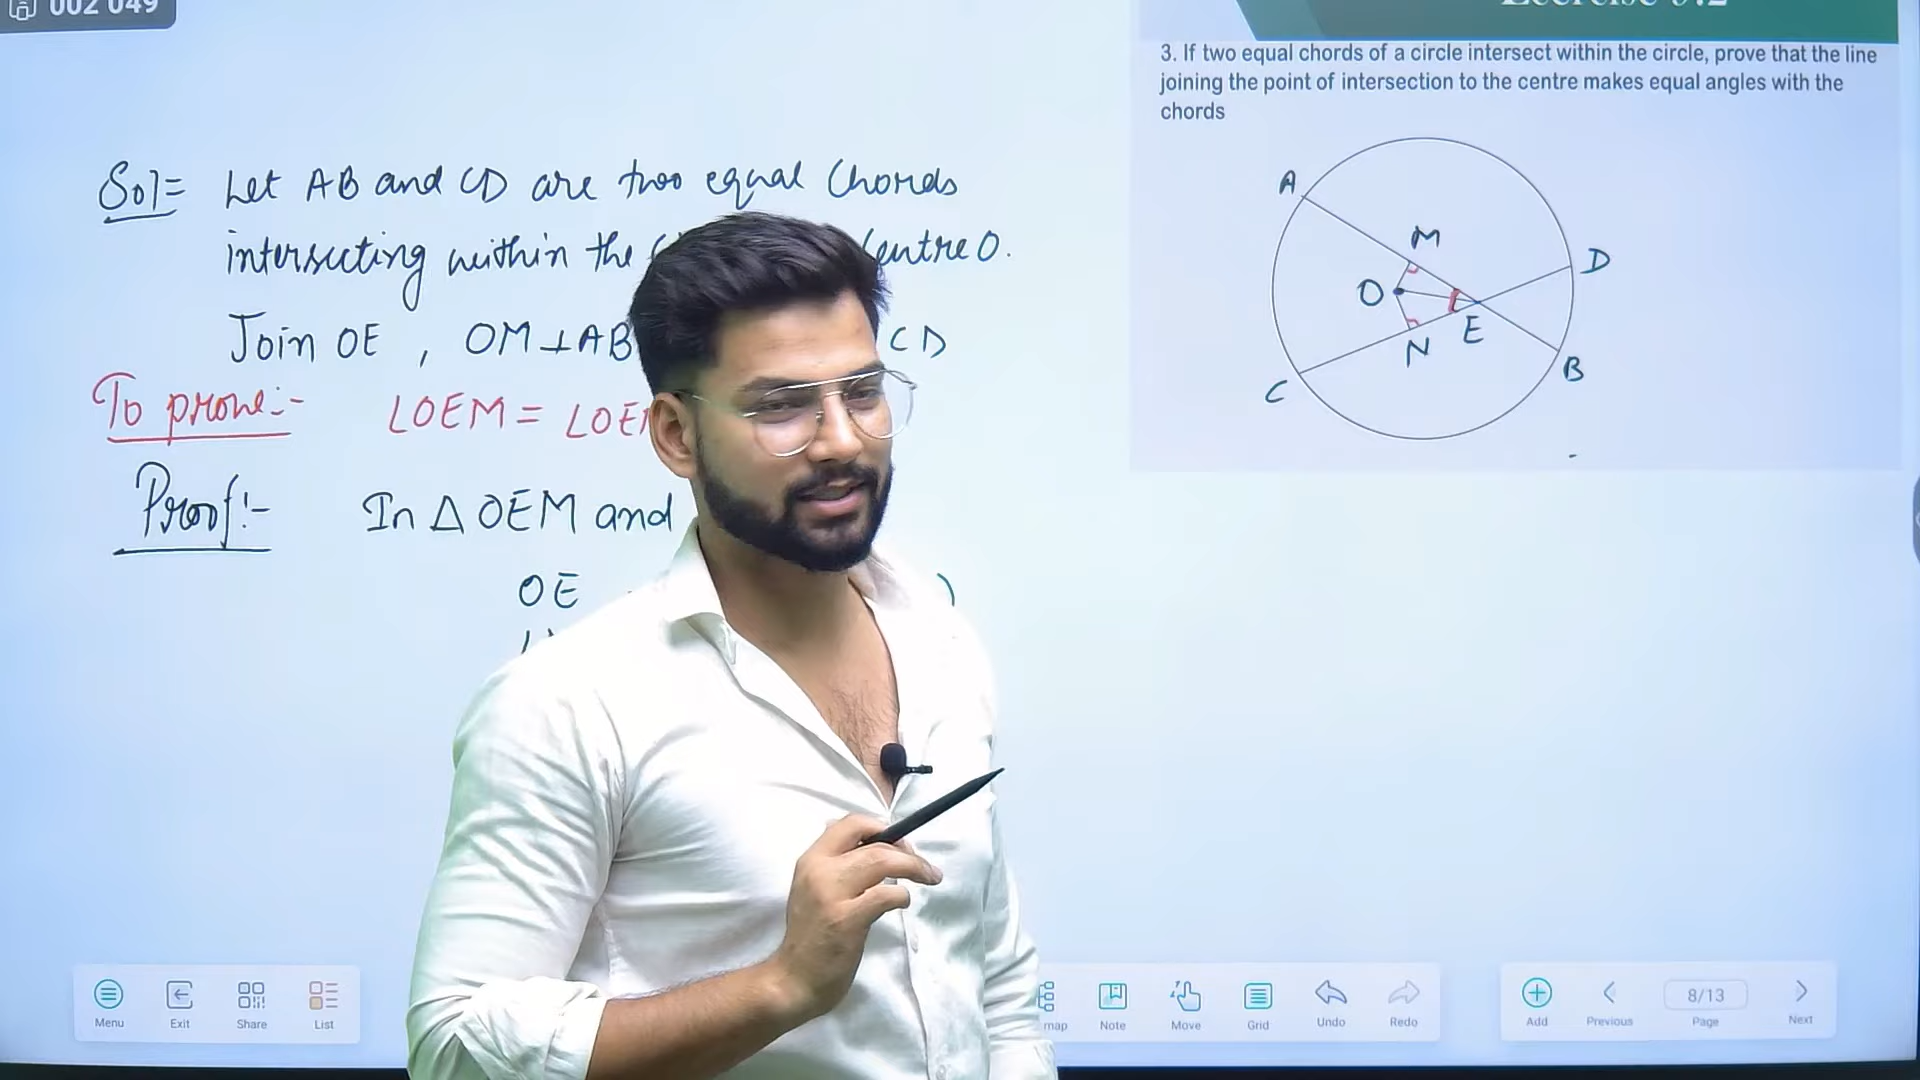 002 049
3. If two equal chords of a circle intersect within the circle, prove that the line
joining the point of intersection to the centre makes equal angles with the
chords
Sol= Let AB and CD are two equal Chords
intersecting within the Centre O.
Join OE , OM⊥AB CD
To prove:- ∠OEM = ∠OE
Proof:- In △ OEM and
OE
A
M
D
O
N
E
B
C
Menu
Exit
Share
List
map
Note
Move
Grid
Undo
Redo
Add
Previous
8/13
Page
Next